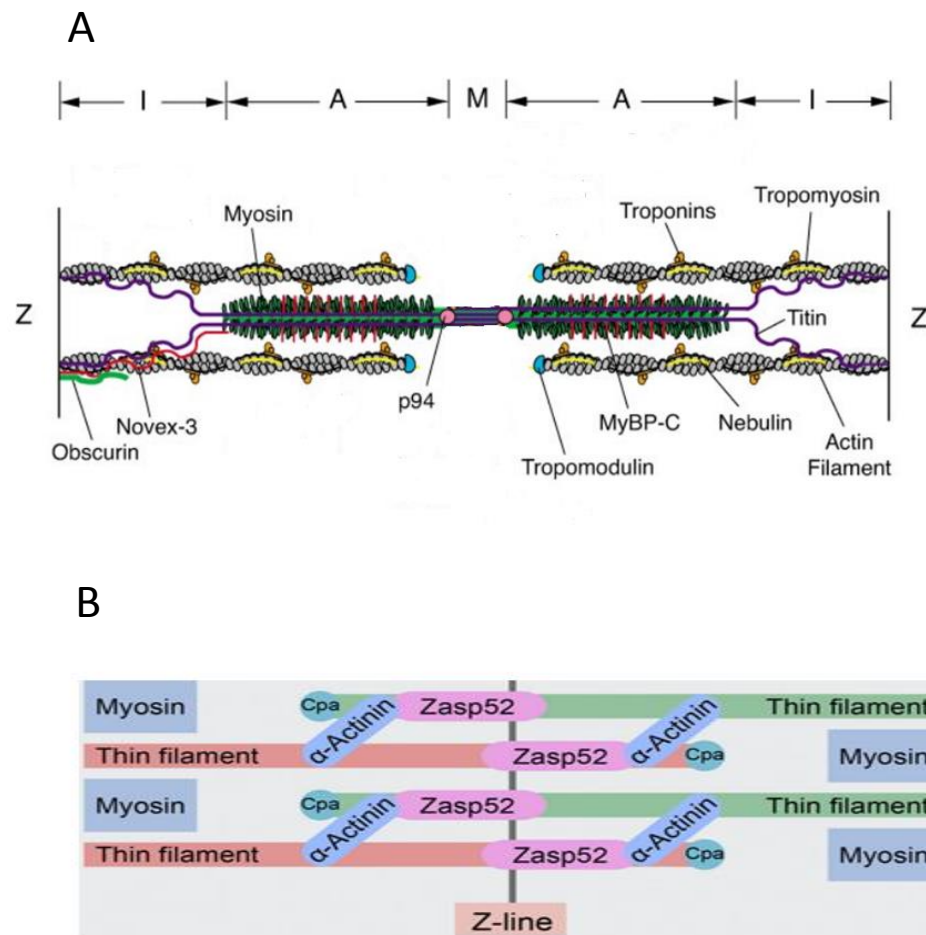 A
I A M A I
Myosin
Troponins
Tropomyosin
Z
Z
Titin
p94
Novex-3
Obscurin
MyBP-C
Nebulin
Tropomodulin
Actin
Filament
B
Myosin Cpa α-Actinin Zasp52 α-Actinin Thin filament
Thin filament Zasp52 Cpa Myosin
Myosin Cpa α-Actinin Zasp52 α-Actinin Thin filament
Thin filament Zasp52 Cpa Myosin
Z-line